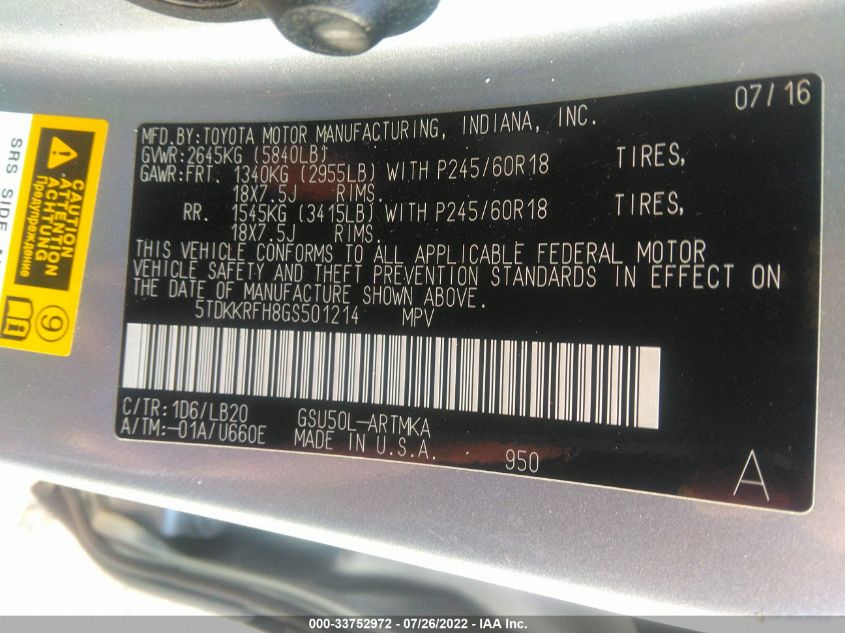 07/16
MFD.BY:TOYOTA MOTOR MANUFACTURING, INDIANA, INC.
GVWR:2645KG (5840LB)
GAWR:FRT. 1340KG (2955LB) WITH P245/60R18 TIRES,
18X7.5J RIMS.
RR. 1545KG (3415LB) WITH P245/60R18 TIRES,
18X7.5J RIMS.
THIS VEHICLE CONFORMS TO ALL APPLICABLE FEDERAL MOTOR
VEHICLE SAFETY AND THEFT PREVENTION STANDARDS IN EFFECT ON
THE DATE OF MANUFACTURE SHOWN ABOVE.
5TDKKRFH8GS501214 MPV
C/TR:1D6/LB20 GSU50L-ARTMKA
A/TM:-01A/U660E MADE IN U.S.A. 950
A
CAUTION
ATTENTION
ACHTUNG
Предупреждение
9
SRS SIDE
000-33752972 - 07/26/2022 - IAA Inc.